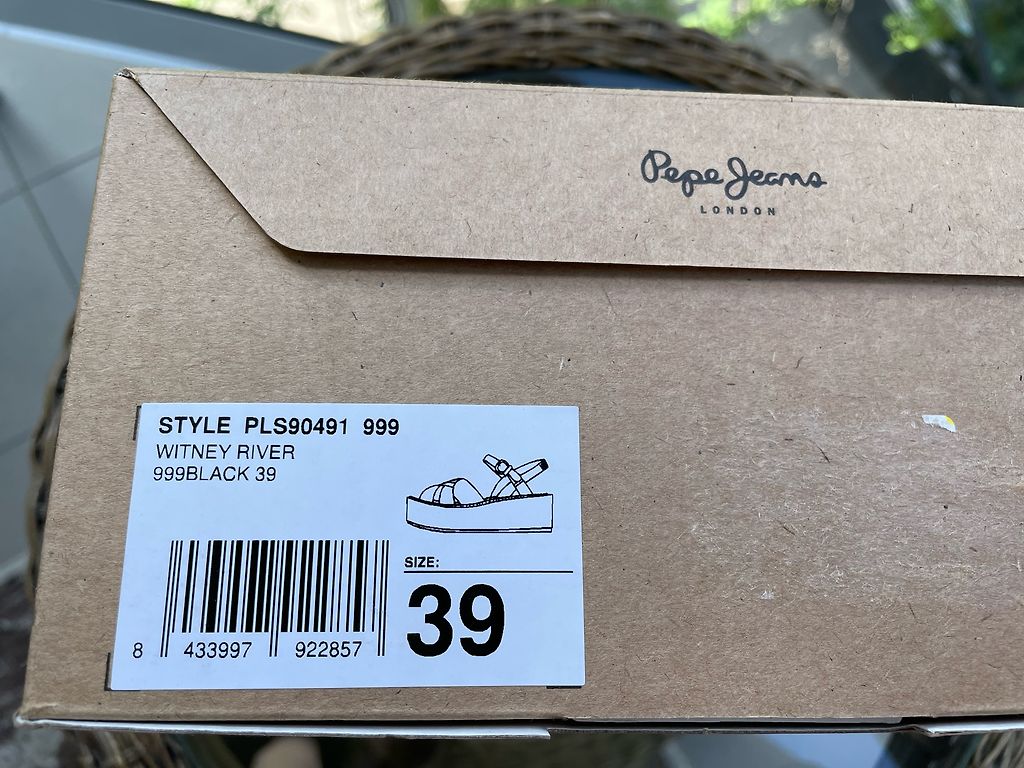 Pepe Jeans
LONDON
STYLE PLS90491 999
WITNEY RIVER
999BLACK 39
SIZE:
39
8 433997 922857